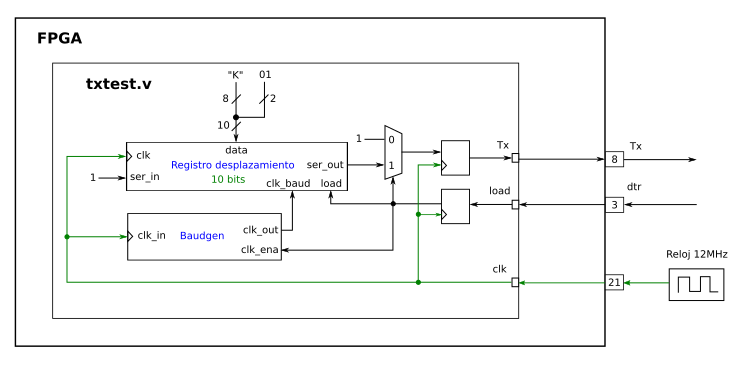 FPGA
txtest.v
"K" 01
8 2
10
data
clk
Registro desplazamiento
ser_out
1 ser_in
10 bits
clk_baud load
1 0
1
clk_in
Baudgen
clk_out
clk_ena
Tx
load
clk
8
Tx
3
dtr
21
Reloj 12MHz